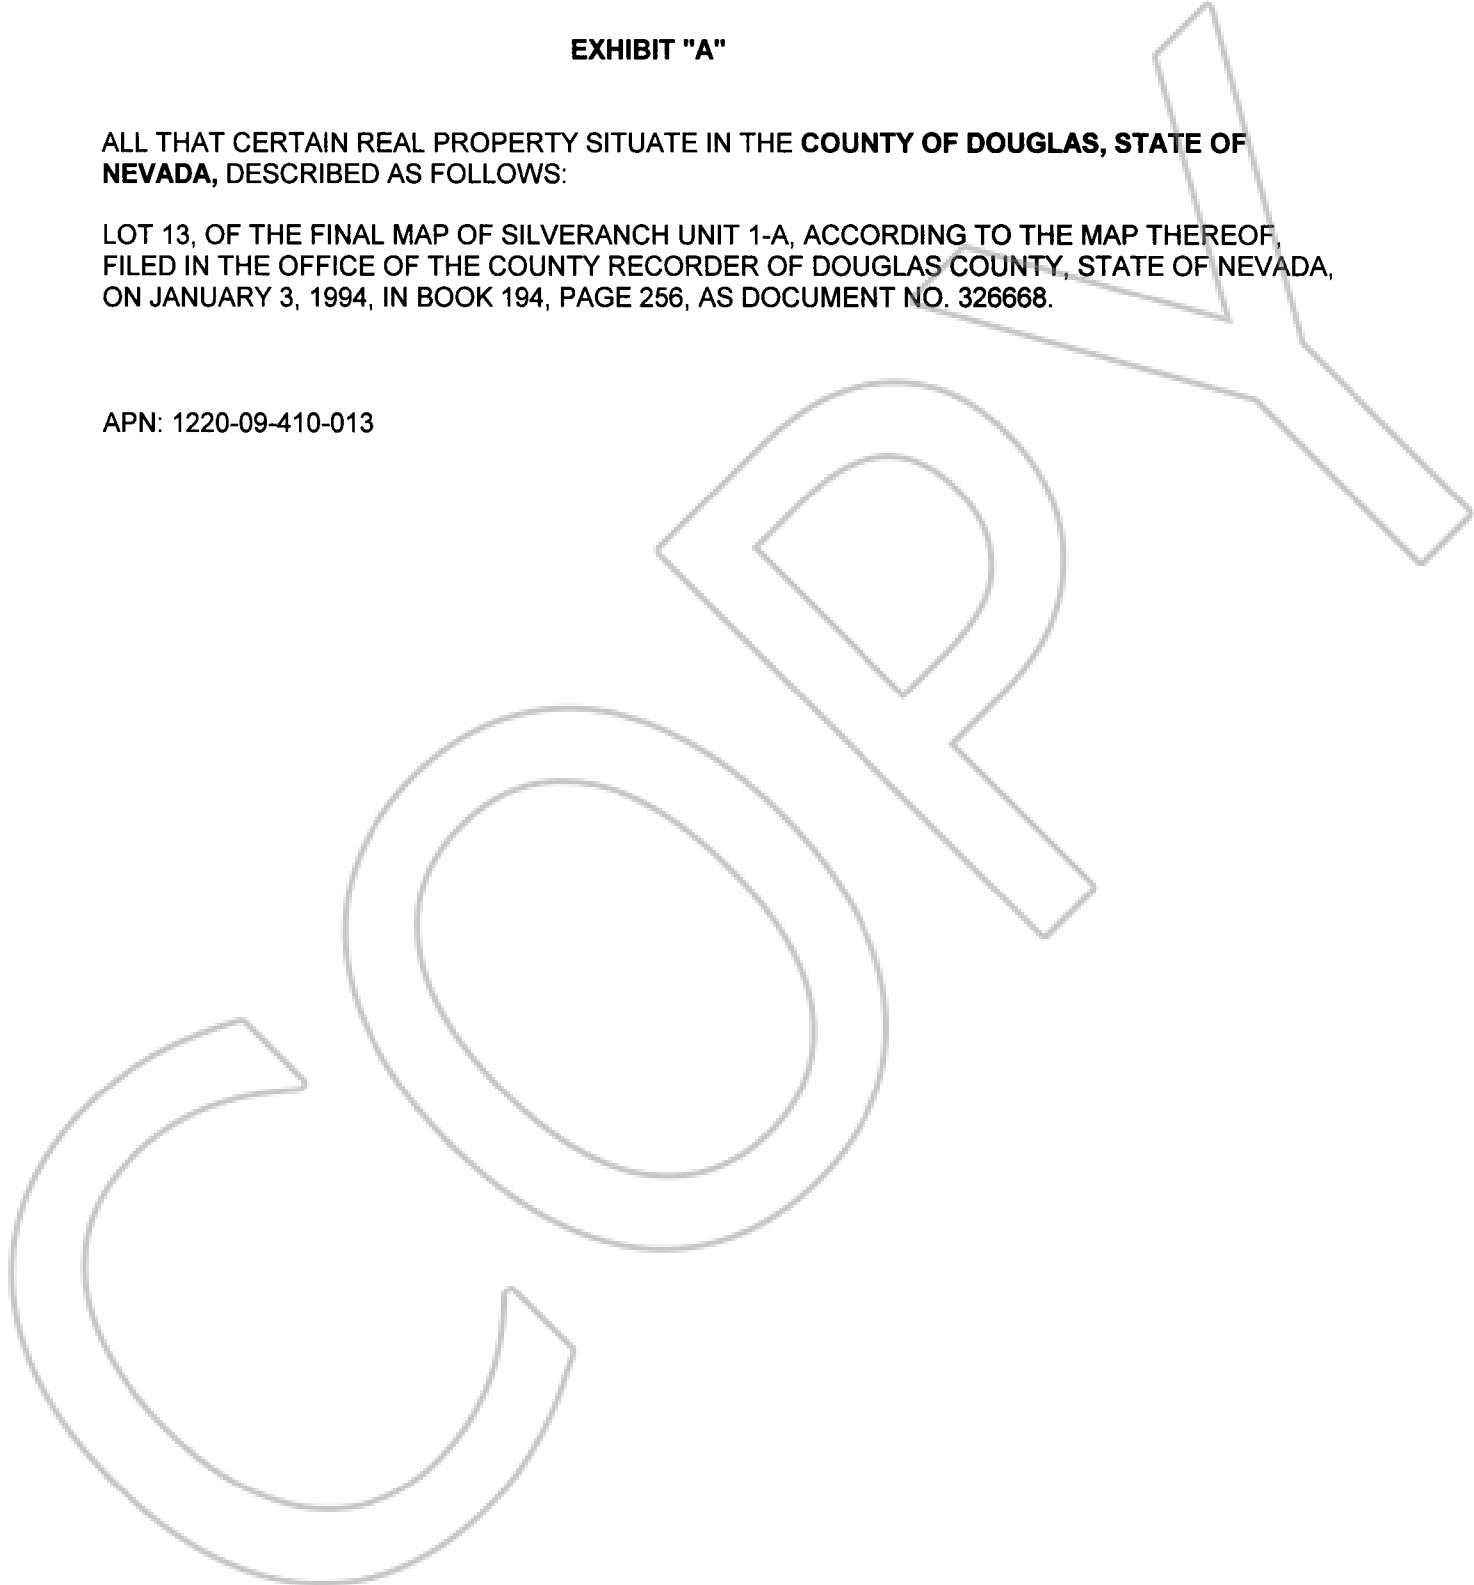 EXHIBIT "A"
ALL THAT CERTAIN REAL PROPERTY SITUATE IN THE COUNTY OF DOUGLAS, STATE OF
NEVADA, DESCRIBED AS FOLLOWS:
LOT 13, OF THE FINAL MAP OF SILVERANCH UNIT 1-A, ACCORDING TO THE MAP THEREOF,
FILED IN THE OFFICE OF THE COUNTY RECORDER OF DOUGLAS COUNTY, STATE OF NEVADA,
ON JANUARY 3, 1994, IN BOOK 194, PAGE 256, AS DOCUMENT NO. 326668.
APN: 1220-09-410-013
COPY